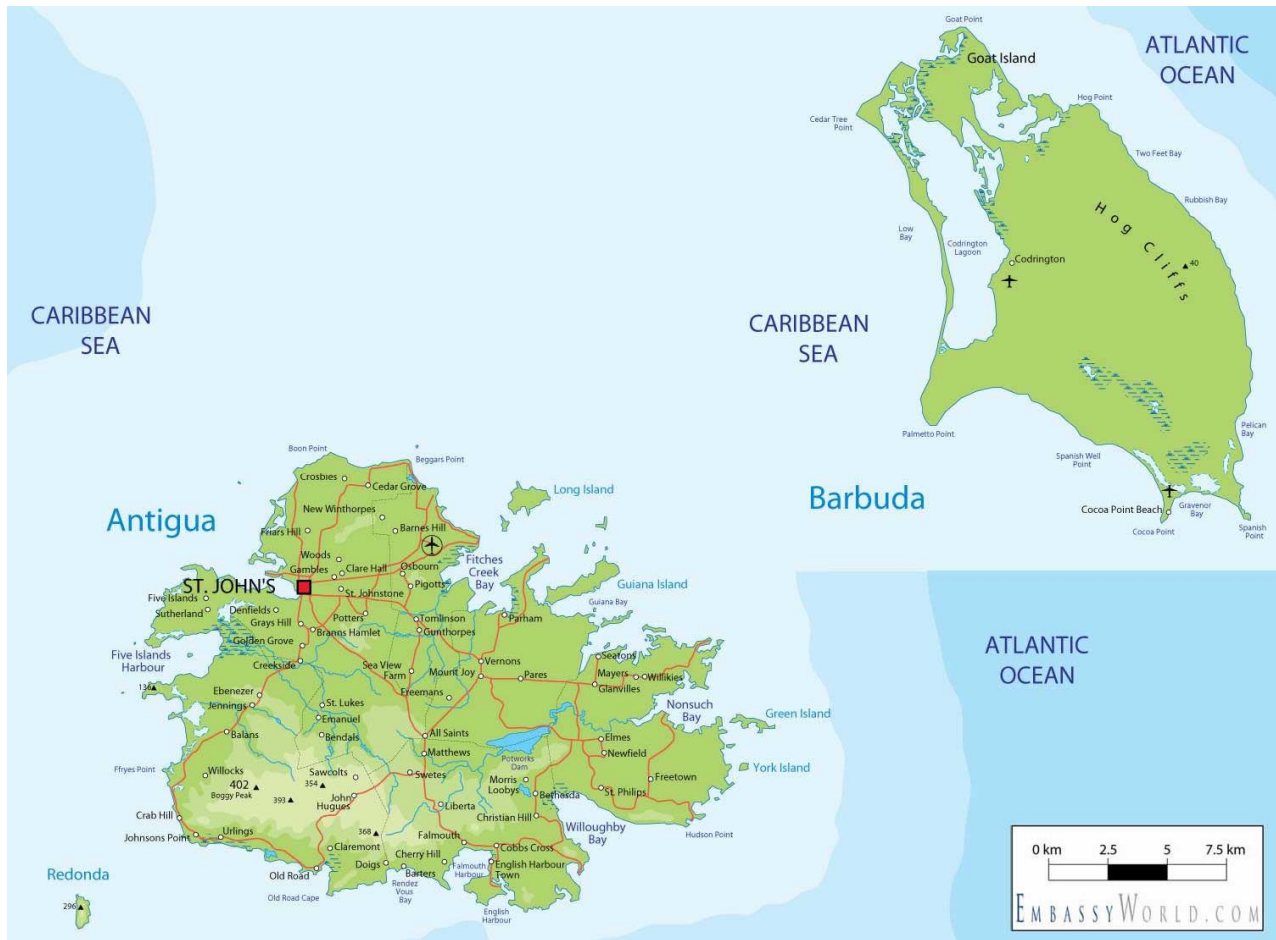 Goat Point
ATLANTIC
OCEAN
Goat Island
Hog Point
Cedar Tree
Point
Two Feet Bay
Rubbish Bay
Hog Cliffs
Low
Bay
Codrington
Lagoon
Codrington
40
CARIBBEAN
SEA
CARIBBEAN
SEA
Palmetto Point
Pelican
Bay
Spanish Well
Point
Barbuda
Cocoa Point Beach
Gravenor
Bay
Cocoa Point
Spanish
Point
Boon Point
Beggars Point
Crosbies
Cedar Grove
Long Island
Antigua
New Winthorpes
Friars Hill
Barnes Hill
Woods
Fitches
Creek
Bay
Gambles
Clare Hall
Osbourn
ST. JOHN'S
Pigotts
Guiana Island
Five Islands
St. Johnstone
Guiana Bay
Sutherland
Denfields
Potters
Tomlinson
Parham
Grays Hill
Branns Hamlet
Gunthorpes
Golden Grove
Five Islands
Harbour
Creekside
Sea View
Farm
Mount Joy
Vernons
Seatons
ATLANTIC
OCEAN
Pares
Mayers
Willikies
Glanvilles
136
Ebenezer
Freemans
Jennings
St. Lukes
Nonsuch
Bay
Green Island
Emanuel
Balans
Bendals
All Saints
Elmes
Matthews
Newfield
Potworks
Dam
York Island
Ffryes Point
Willocks
Sawcolts
Swetes
Freetown
402
Boggy Peak
354
Morris
Loobys
Bethesda
St. Philips
393
John
Hughes
Liberta
Crab Hill
Christian Hill
Willoughby
Bay
Hudson Point
Johnsons Point
Urlings
368
Falmouth
Claremont
Cobbs Cross
Cherry Hill
Doigs
Barters
Falmouth
Harbour
English Harbour
Town
Old Road
Redonda
Rendez
Vous
Bay
Old Road Cape
English
Harbour
296
0 km 2.5 5 7.5 km
EMBASSYWORLD.COM